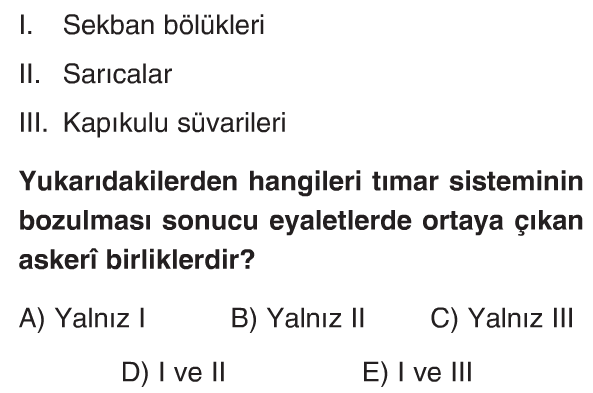 I. Sekban bölükleri
II. Sarıcalar
III. Kapıkulu süvarileri
Yukarıdakilerden hangileri tımar sisteminin
bozulması sonucu eyaletlerde ortaya çıkan
askerî birliklerdir?
A) Yalnız I B) Yalnız II C) Yalnız III
D) I ve II E) I ve III